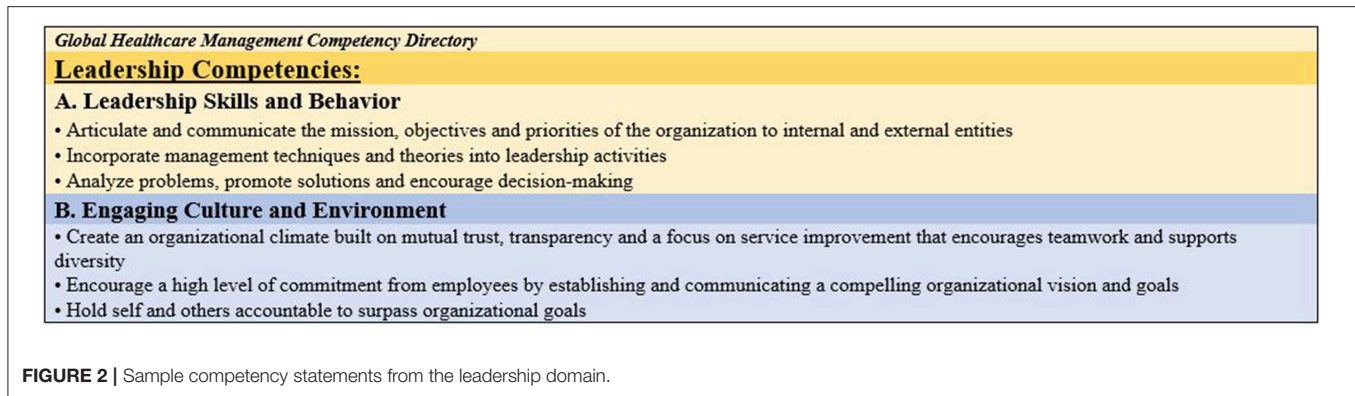 Global Healthcare Management Competency Directory
Leadership Competencies:
A. Leadership Skills and Behavior
• Articulate and communicate the mission, objectives and priorities of the organization to internal and external entities
• Incorporate management techniques and theories into leadership activities
• Analyze problems, promote solutions and encourage decision-making
B. Engaging Culture and Environment
• Create an organizational climate built on mutual trust, transparency and a focus on service improvement that encourages teamwork and supports
diversity
• Encourage a high level of commitment from employees by establishing and communicating a compelling organizational vision and goals
• Hold self and others accountable to surpass organizational goals
FIGURE 2 | Sample competency statements from the leadership domain.